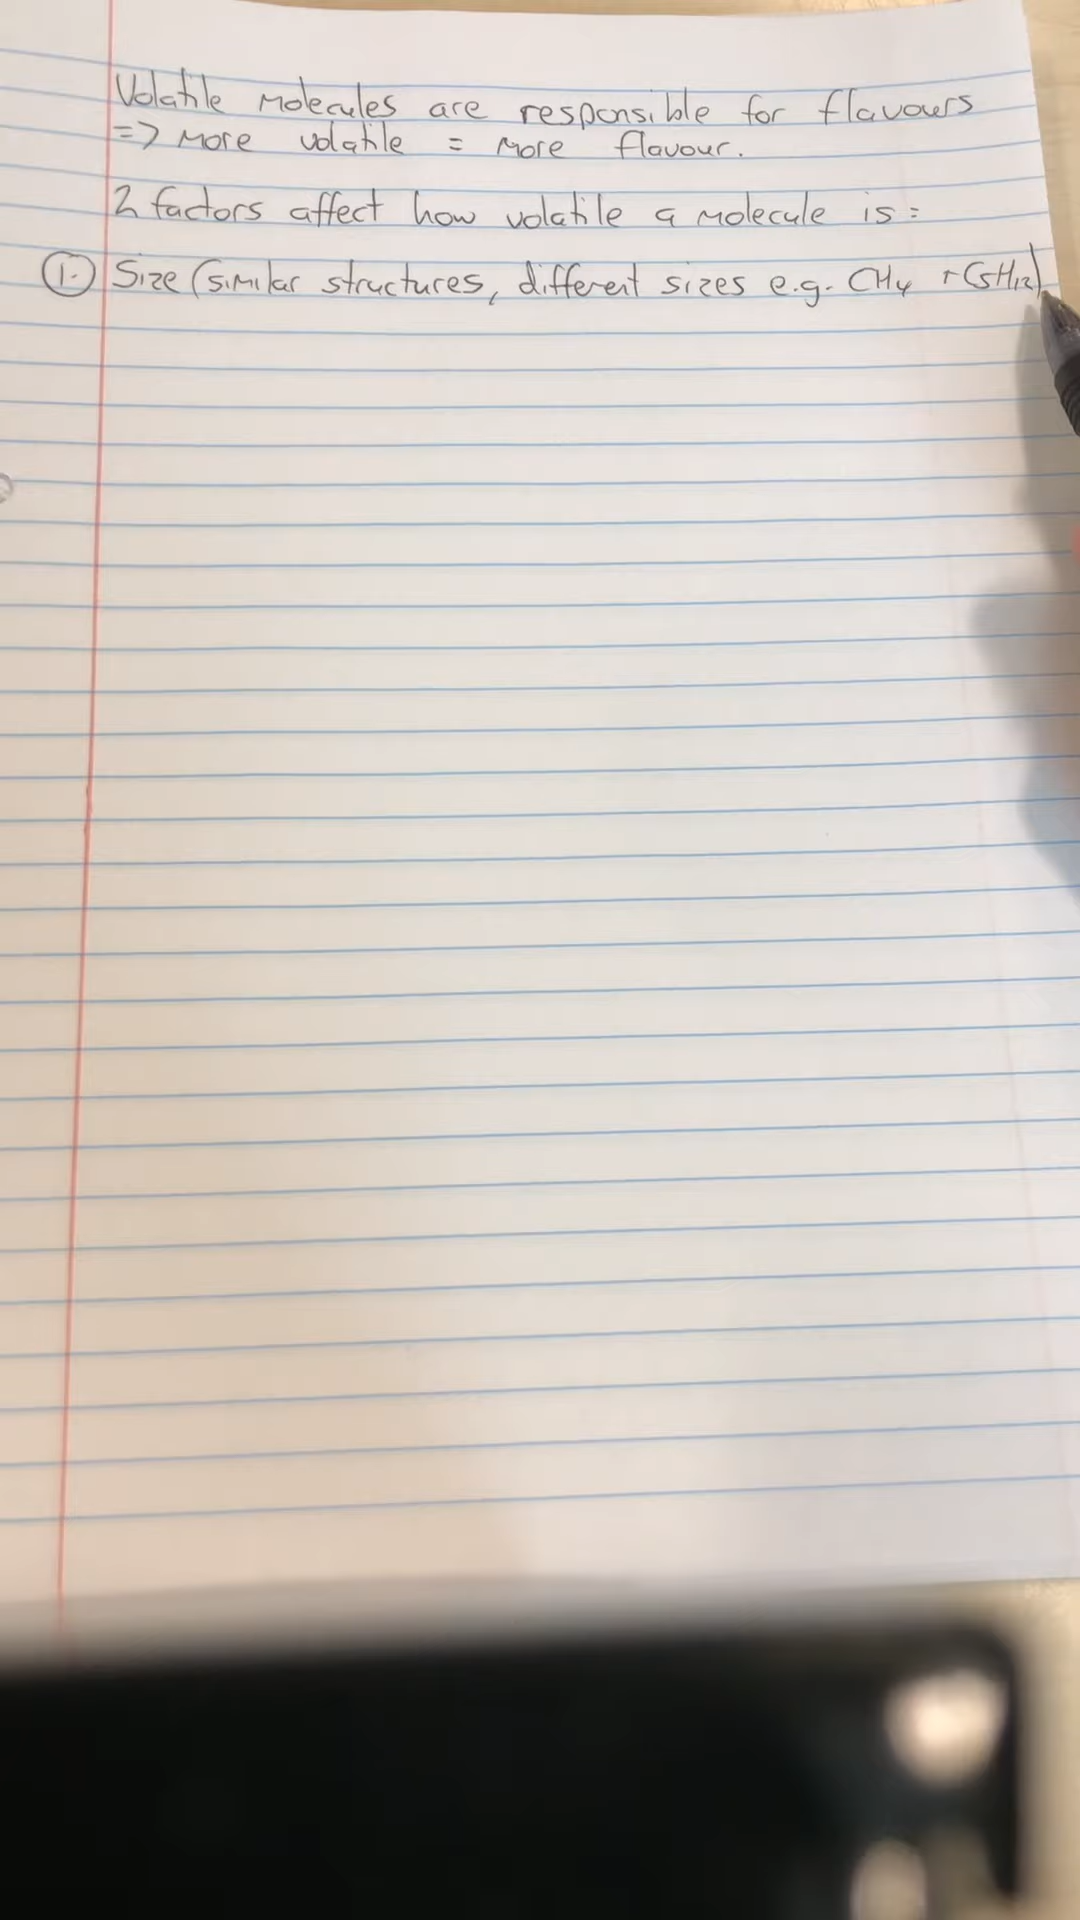 Volatile molecules are responsible for flavours
=> More volatile = More flavour.
2 factors affect how volatile a molecule is:
1. Size (similar structures, different sizes e.g. CH4 + C5H12)